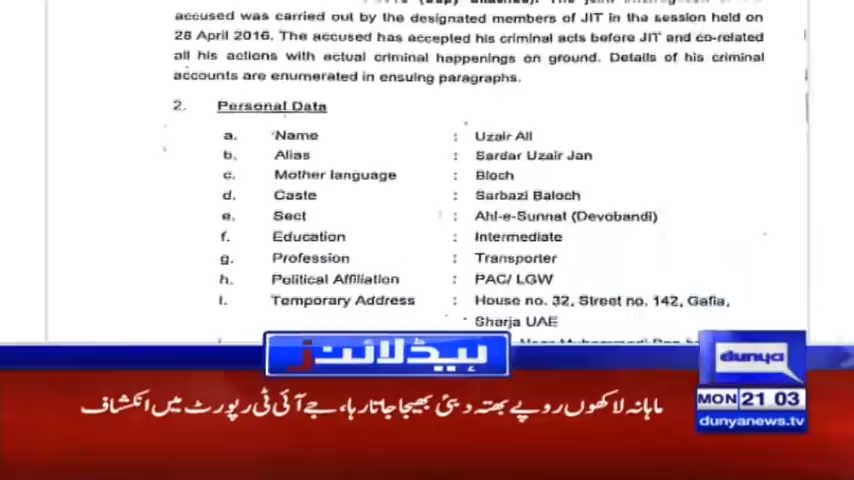 accused was carried out by the designated members of JIT in the session held on
28 April 2016. The accused has accepted his criminal acts before JIT and co-related
all his actions with actual criminal happenings on ground. Details of his criminal
accounts are enumerated in ensuing paragraphs.
2. Personal Data
a. Name : Uzair Ali
b. Alias : Sardar Uzair Jan
c. Mother language : Bloch
d. Caste : Sarbazi Baloch
e. Sect : Ahl-e-Sunnat (Devobandi)
f. Education : Intermediate
g. Profession : Transporter
h. Political Affiliation : PAC/ LGW
i. Temporary Address : House no. 32, Street no. 142, Gafia,
Sharja UAE
ہیڈلائنز
dunya
ماہانہ لاکھوں روپے بھتہ دبئی بھیجا جاتا رہا، جے آئی ٹی رپورٹ میں انکشاف
MON 21 03
dunyanews.tv